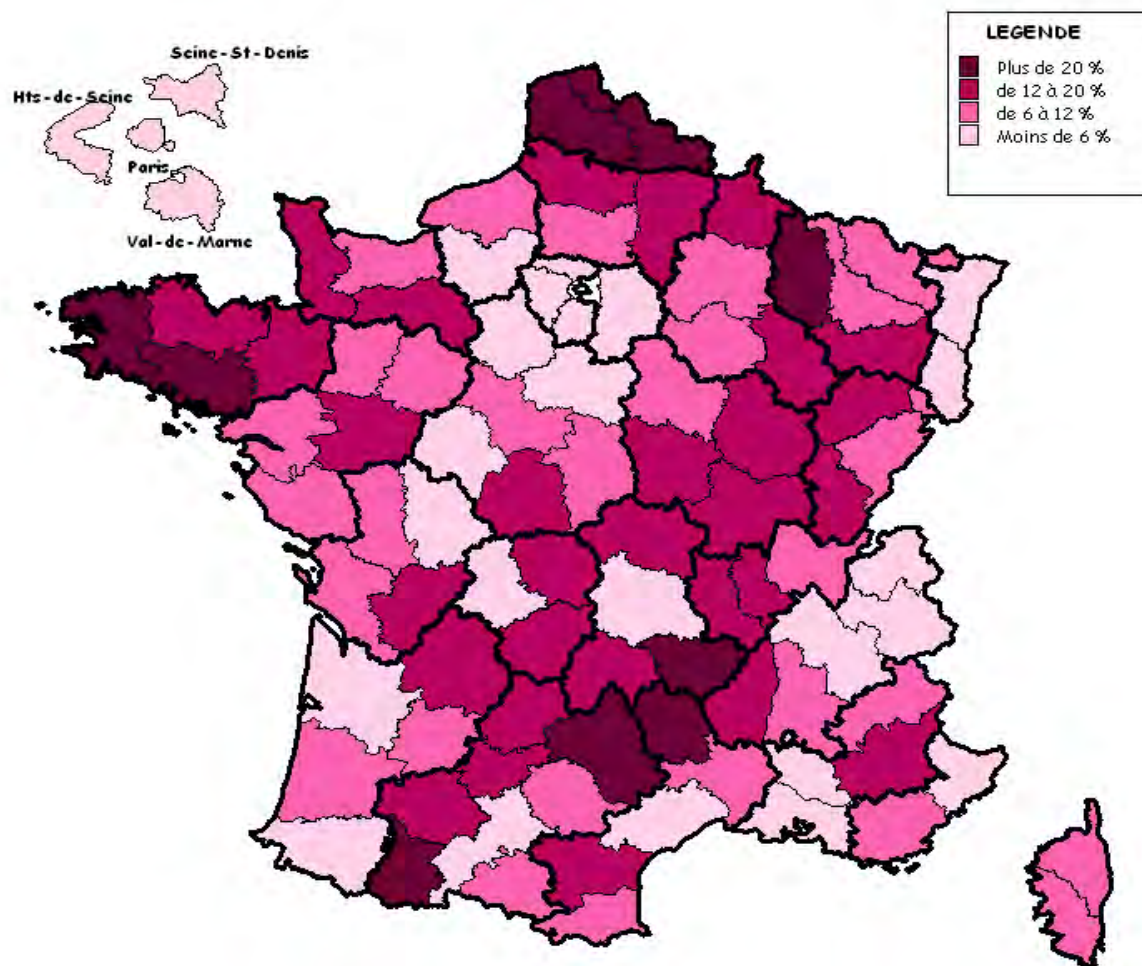 Seine-St-Denis
Hts-de-Seine
Paris
Val-de-Marne
LEGENDE
Plus de 20 %
de 12 à 20 %
de 6 à 12 %
Moins de 6 %